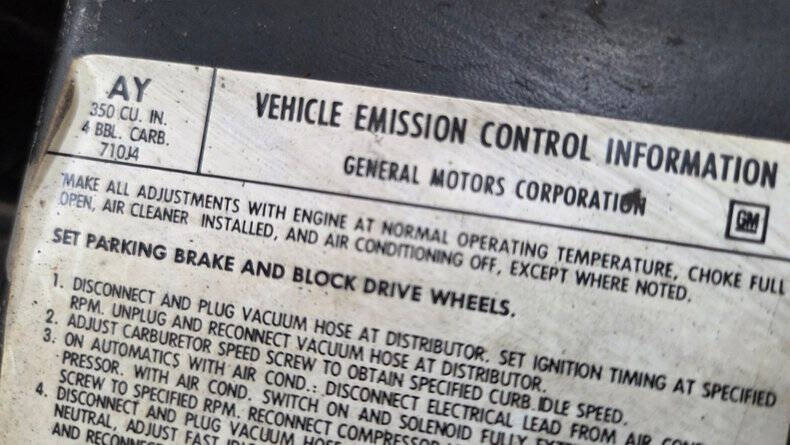 AY
350 CU. IN.
4 BBL. CARB.
710J4
VEHICLE EMISSION CONTROL INFORMATION
GENERAL MOTORS CORPORATION
GM
MAKE ALL ADJUSTMENTS WITH ENGINE AT NORMAL OPERATING TEMPERATURE, CHOKE FULL
OPEN, AIR CLEANER INSTALLED, AND AIR CONDITIONING OFF, EXCEPT WHERE NOTED.
SET PARKING BRAKE AND BLOCK DRIVE WHEELS.
1. DISCONNECT AND PLUG VACUUM HOSE AT DISTRIBUTOR. SET IGNITION TIMING AT SPECIFIED
RPM. UNPLUG AND RECONNECT VACUUM HOSE AT DISTRIBUTOR.
2. ADJUST CARBURETOR SPEED SCREW TO OBTAIN SPECIFIED CURB IDLE SPEED.
3. ON AUTOMATICS WITH AIR COND.: DISCONNECT ELECTRICAL LEAD FROM AIR COND
PRESSOR. WITH AIR COND. SWITCH ON AND SOLENOID FULLY
SCREW TO SPECIFIED RPM. RECONNECT COMPRESSOR
4. DISCONNECT AND PLUG VACUUM HOSE
NEUTRAL, ADJUST FAST
AND RECONNECT